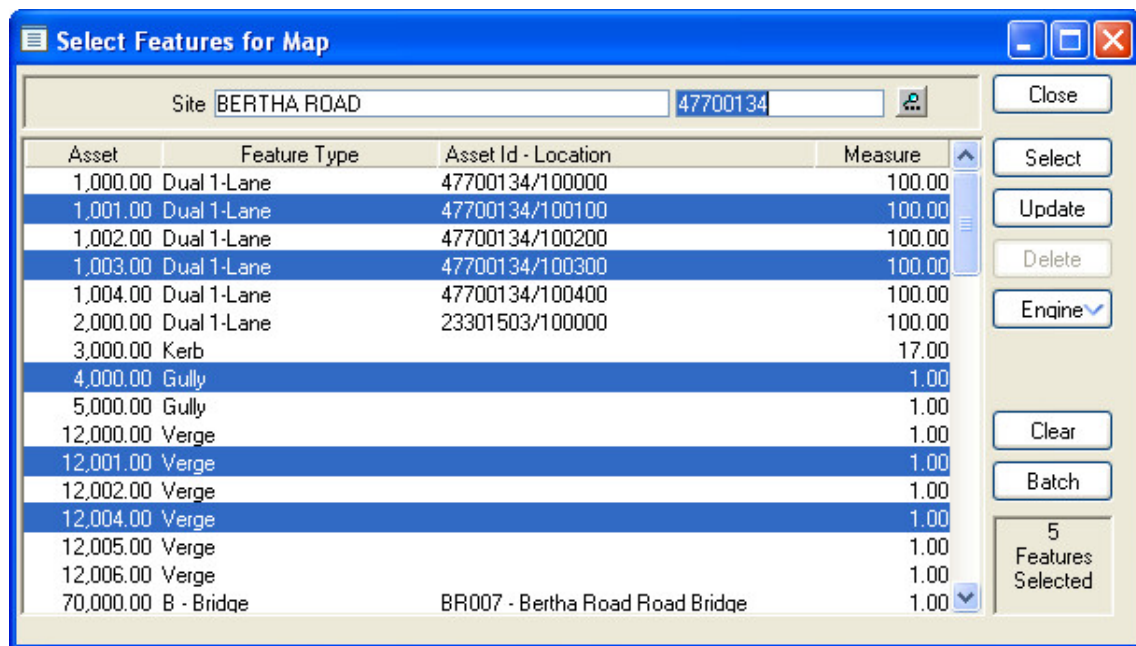 Select Features for Map
Site BERTHA ROAD 47700134
Close
Asset Feature Type Asset Id - Location Measure
1,000.00 Dual 1-Lane 47700134/100000 100.00
1,001.00 Dual 1-Lane 47700134/100100 100.00
1,002.00 Dual 1-Lane 47700134/100200 100.00
1,003.00 Dual 1-Lane 47700134/100300 100.00
1,004.00 Dual 1-Lane 47700134/100400 100.00
2,000.00 Dual 1-Lane 23301503/100000 100.00
3,000.00 Kerb 17.00
4,000.00 Gully 1.00
5,000.00 Gully 1.00
12,000.00 Verge 1.00
12,001.00 Verge 1.00
12,002.00 Verge 1.00
12,004.00 Verge 1.00
12,005.00 Verge 1.00
12,006.00 Verge 1.00
70,000.00 B - Bridge BR007 - Bertha Road Road Bridge 1.00
Select
Update
Delete
Engine
Clear
Batch
5
Features
Selected